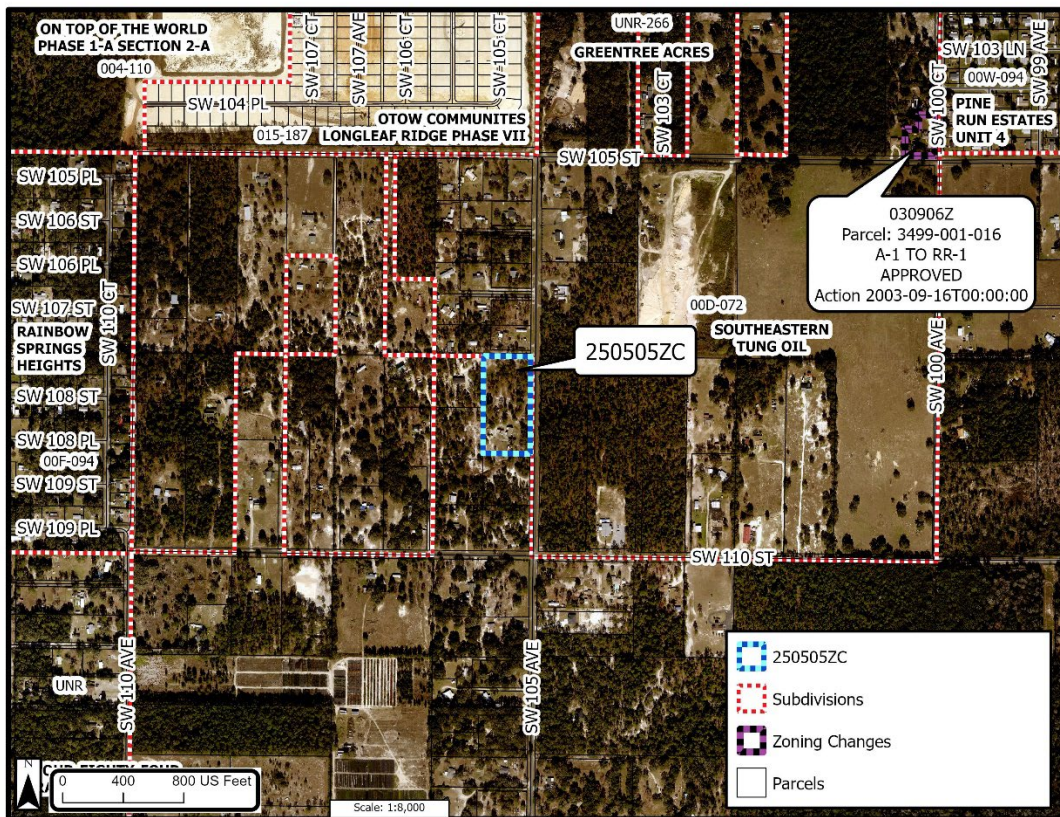 ON TOP OF THE WORLD
PHASE 1-A SECTION 2-A
004-110
SW 107 CT
SW 107 AVE
SW 106 CT
SW 105 CT
UNR-266
GREENTREE ACRES
SW 103 CT
SW 100 CT
SW 103 LN
00W-094
SW 99 AVE
PINE
RUN ESTATES
UNIT 4
SW 104 PL
015-187
OTOW COMMUNITES
LONGLEAF RIDGE PHASE VII
SW 105 ST
SW 105 PL
SW 106 ST
SW 106 PL
SW 107 ST
SW 110 CT
RAINBOW
SPRINGS
HEIGHTS
SW 108 ST
SW 108 PL
00F-094
SW 109 ST
SW 109 PL
030906Z
Parcel: 3499-001-016
A-1 TO RR-1
APPROVED
Action 2003-09-16T00:00:00
00D-072
SOUTHEASTERN
TUNG OIL
250505ZC
SW 100 AVE
SW 110 ST
SW 110 AVE
SW 105 AVE
UNR
250505ZC
Subdivisions
Zoning Changes
Parcels
N
0 400 800 US Feet
Scale: 1:8,000